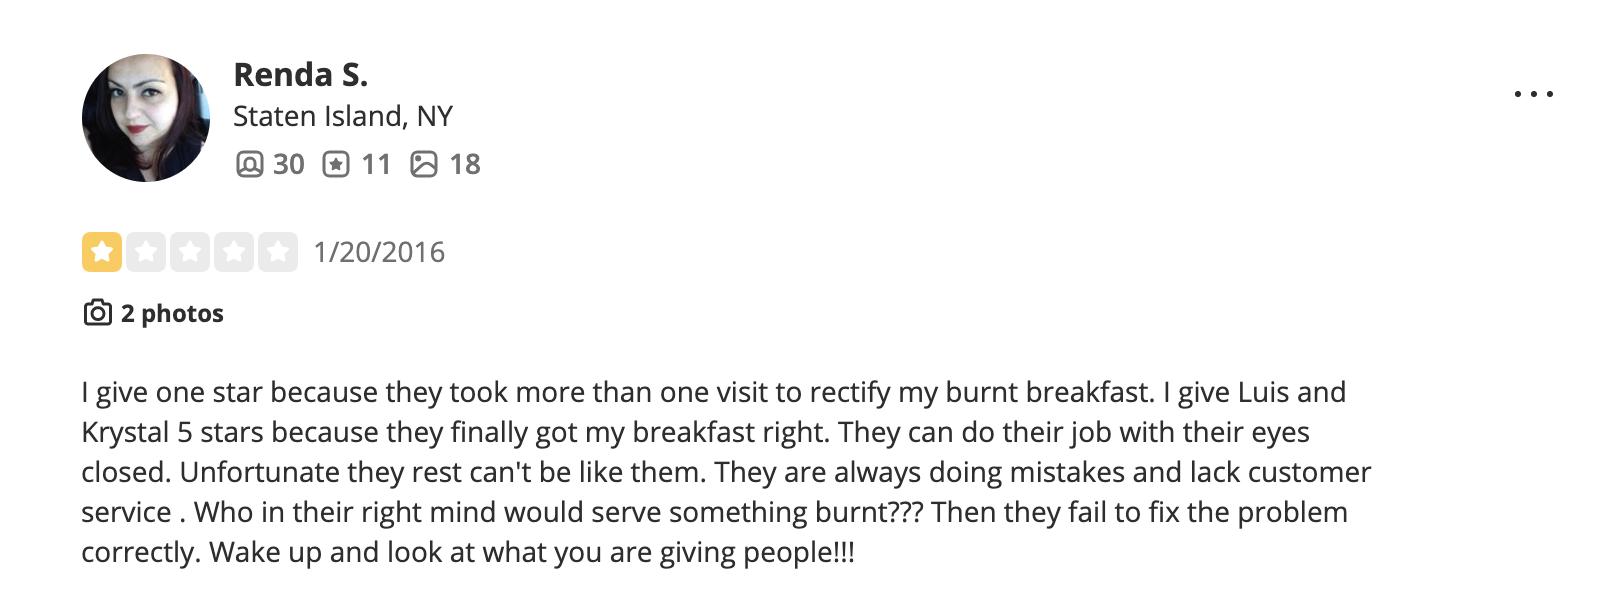 Renda S.
Staten Island, NY
30 11 18
1/20/2016
2 photos
I give one star because they took more than one visit to rectify my burnt breakfast. I give Luis and
Krystal 5 stars because they finally got my breakfast right. They can do their job with their eyes
closed. Unfortunate they rest can't be like them. They are always doing mistakes and lack customer
service . Who in their right mind would serve something burnt??? Then they fail to fix the problem
correctly. Wake up and look at what you are giving people!!!